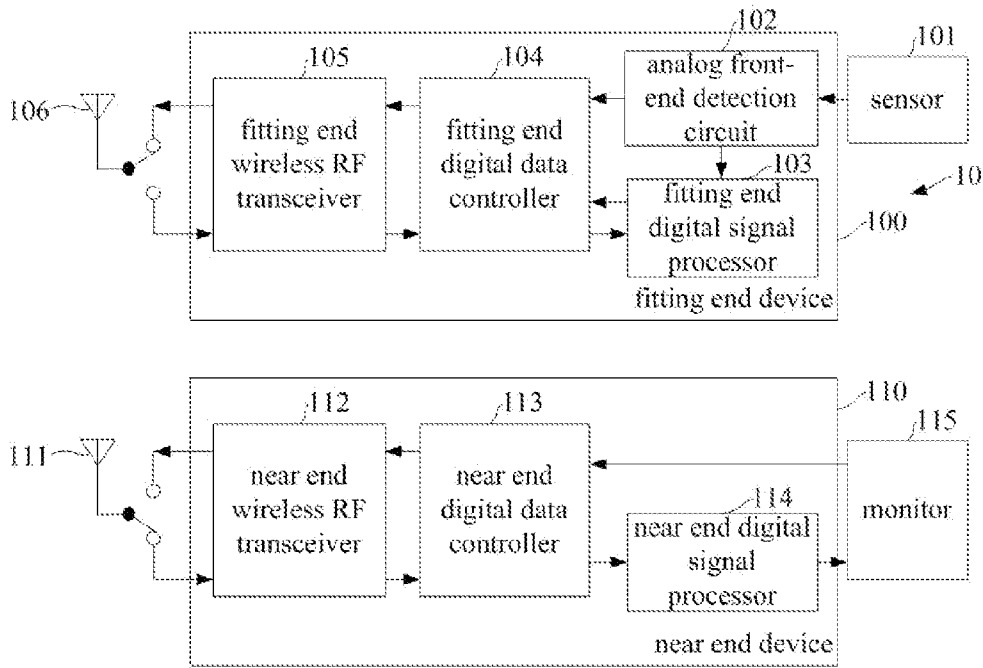 102
101
105
104
analog front-
end detection
circuit
sensor
106
fitting end
wireless RF
transceiver
fitting end
digital data
controller
103
fitting end
digital signal
processor
10
100
fitting end device
112
113
110
115
111
near end
wireless RF
transceiver
near end
digital data
controller
114
near end digital
signal
processor
monitor
near end device